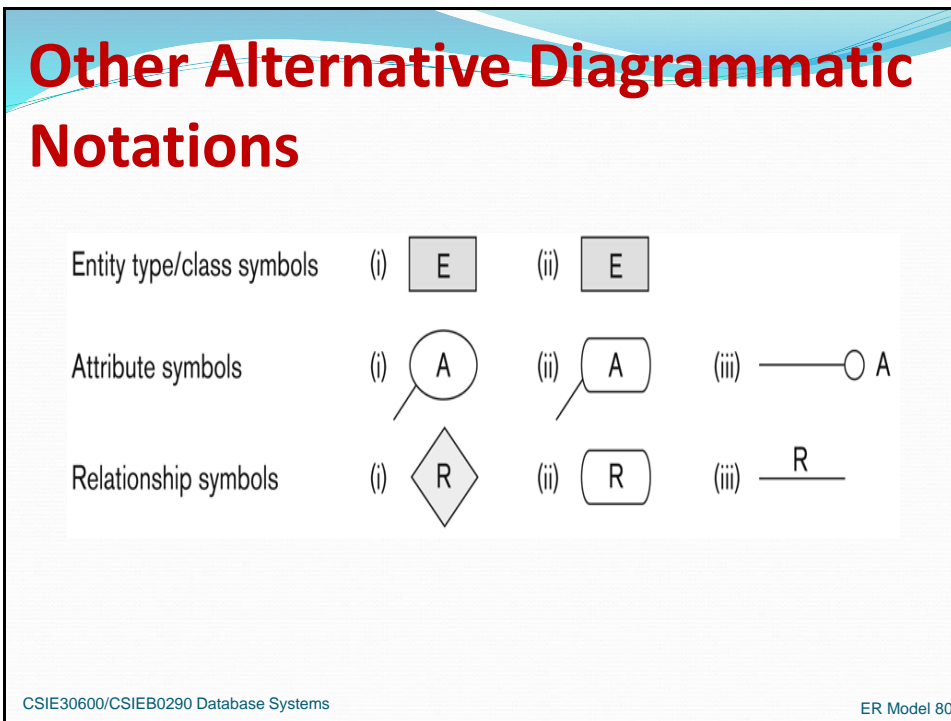 Other Alternative Diagrammatic
Notations
Entity type/class symbols (i) E (ii) E
Attribute symbols (i) A (ii) A (iii) A
Relationship symbols (i) R (ii) R (iii) R
CSIE30600/CSIEB0290 Database Systems
ER Model 80